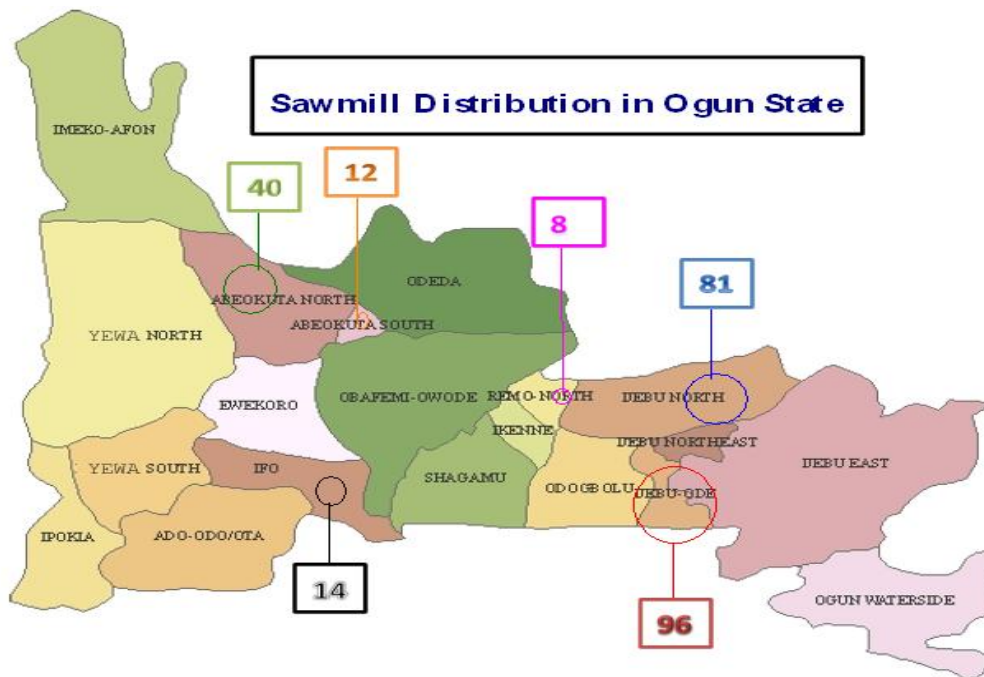 Sawmill Distribution in Ogun State
IMEKO-AFON
12
40
8
ODEDA
81
ABEOKUTA NORTH
ABEOKUTA SOUTH
YEWA NORTH
OBAFEMI-OWODE
REMO-NORTH
IJEBU NORTH
EWEKORO
IKENNE
IJEBU NORTHEAST
YEWA SOUTH
IFO
IJEBU EAST
SHAGAMU
ODOGBOLU
IJEBU-ODE
IPOKIA
ADO-ODO/OTA
14
OGUN WATERSIDE
96